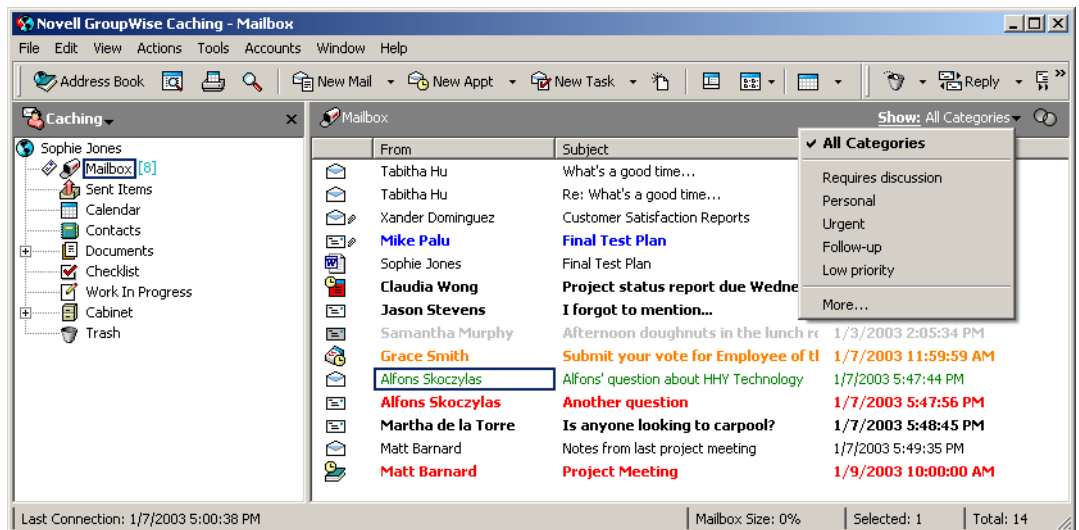 Novell GroupWise Caching - Mailbox
File Edit View Actions Tools Accounts Window Help
Address Book New Mail New Appt New Task Reply
Caching Mailbox Show: All Categories
Sophie Jones
Mailbox [8]
Sent Items
Calendar
Contacts
Documents
Checklist
Work In Progress
Cabinet
Trash
From Subject
Tabitha Hu What's a good time...
Tabitha Hu Re: What's a good time...
Xander Dominguez Customer Satisfaction Reports
Mike Palu Final Test Plan
Sophie Jones Final Test Plan
Claudia Wong Project status report due Wedne
Jason Stevens I forgot to mention...
Samantha Murphy Afternoon doughnuts in the lunch 1/3/2003 2:05:34 PM
Grace Smith Submit your vote for Employee of 1/7/2003 11:59:59 AM
Alfons Skoczylas Alfons' question about HHY Technology 1/7/2003 5:47:44 PM
Alfons Skoczylas Another question 1/7/2003 5:47:56 PM
Martha de la Torre Is anyone looking to carpool? 1/7/2003 5:48:45 PM
Matt Barnard Notes from last project meeting 1/7/2003 5:49:35 PM
Matt Barnard Project Meeting 1/9/2003 10:00:00 AM
All Categories
Requires discussion
Personal
Urgent
Follow-up
Low priority
More...
Last Connection: 1/7/2003 5:00:38 PM Mailbox Size: 0% Selected: 1 Total: 14